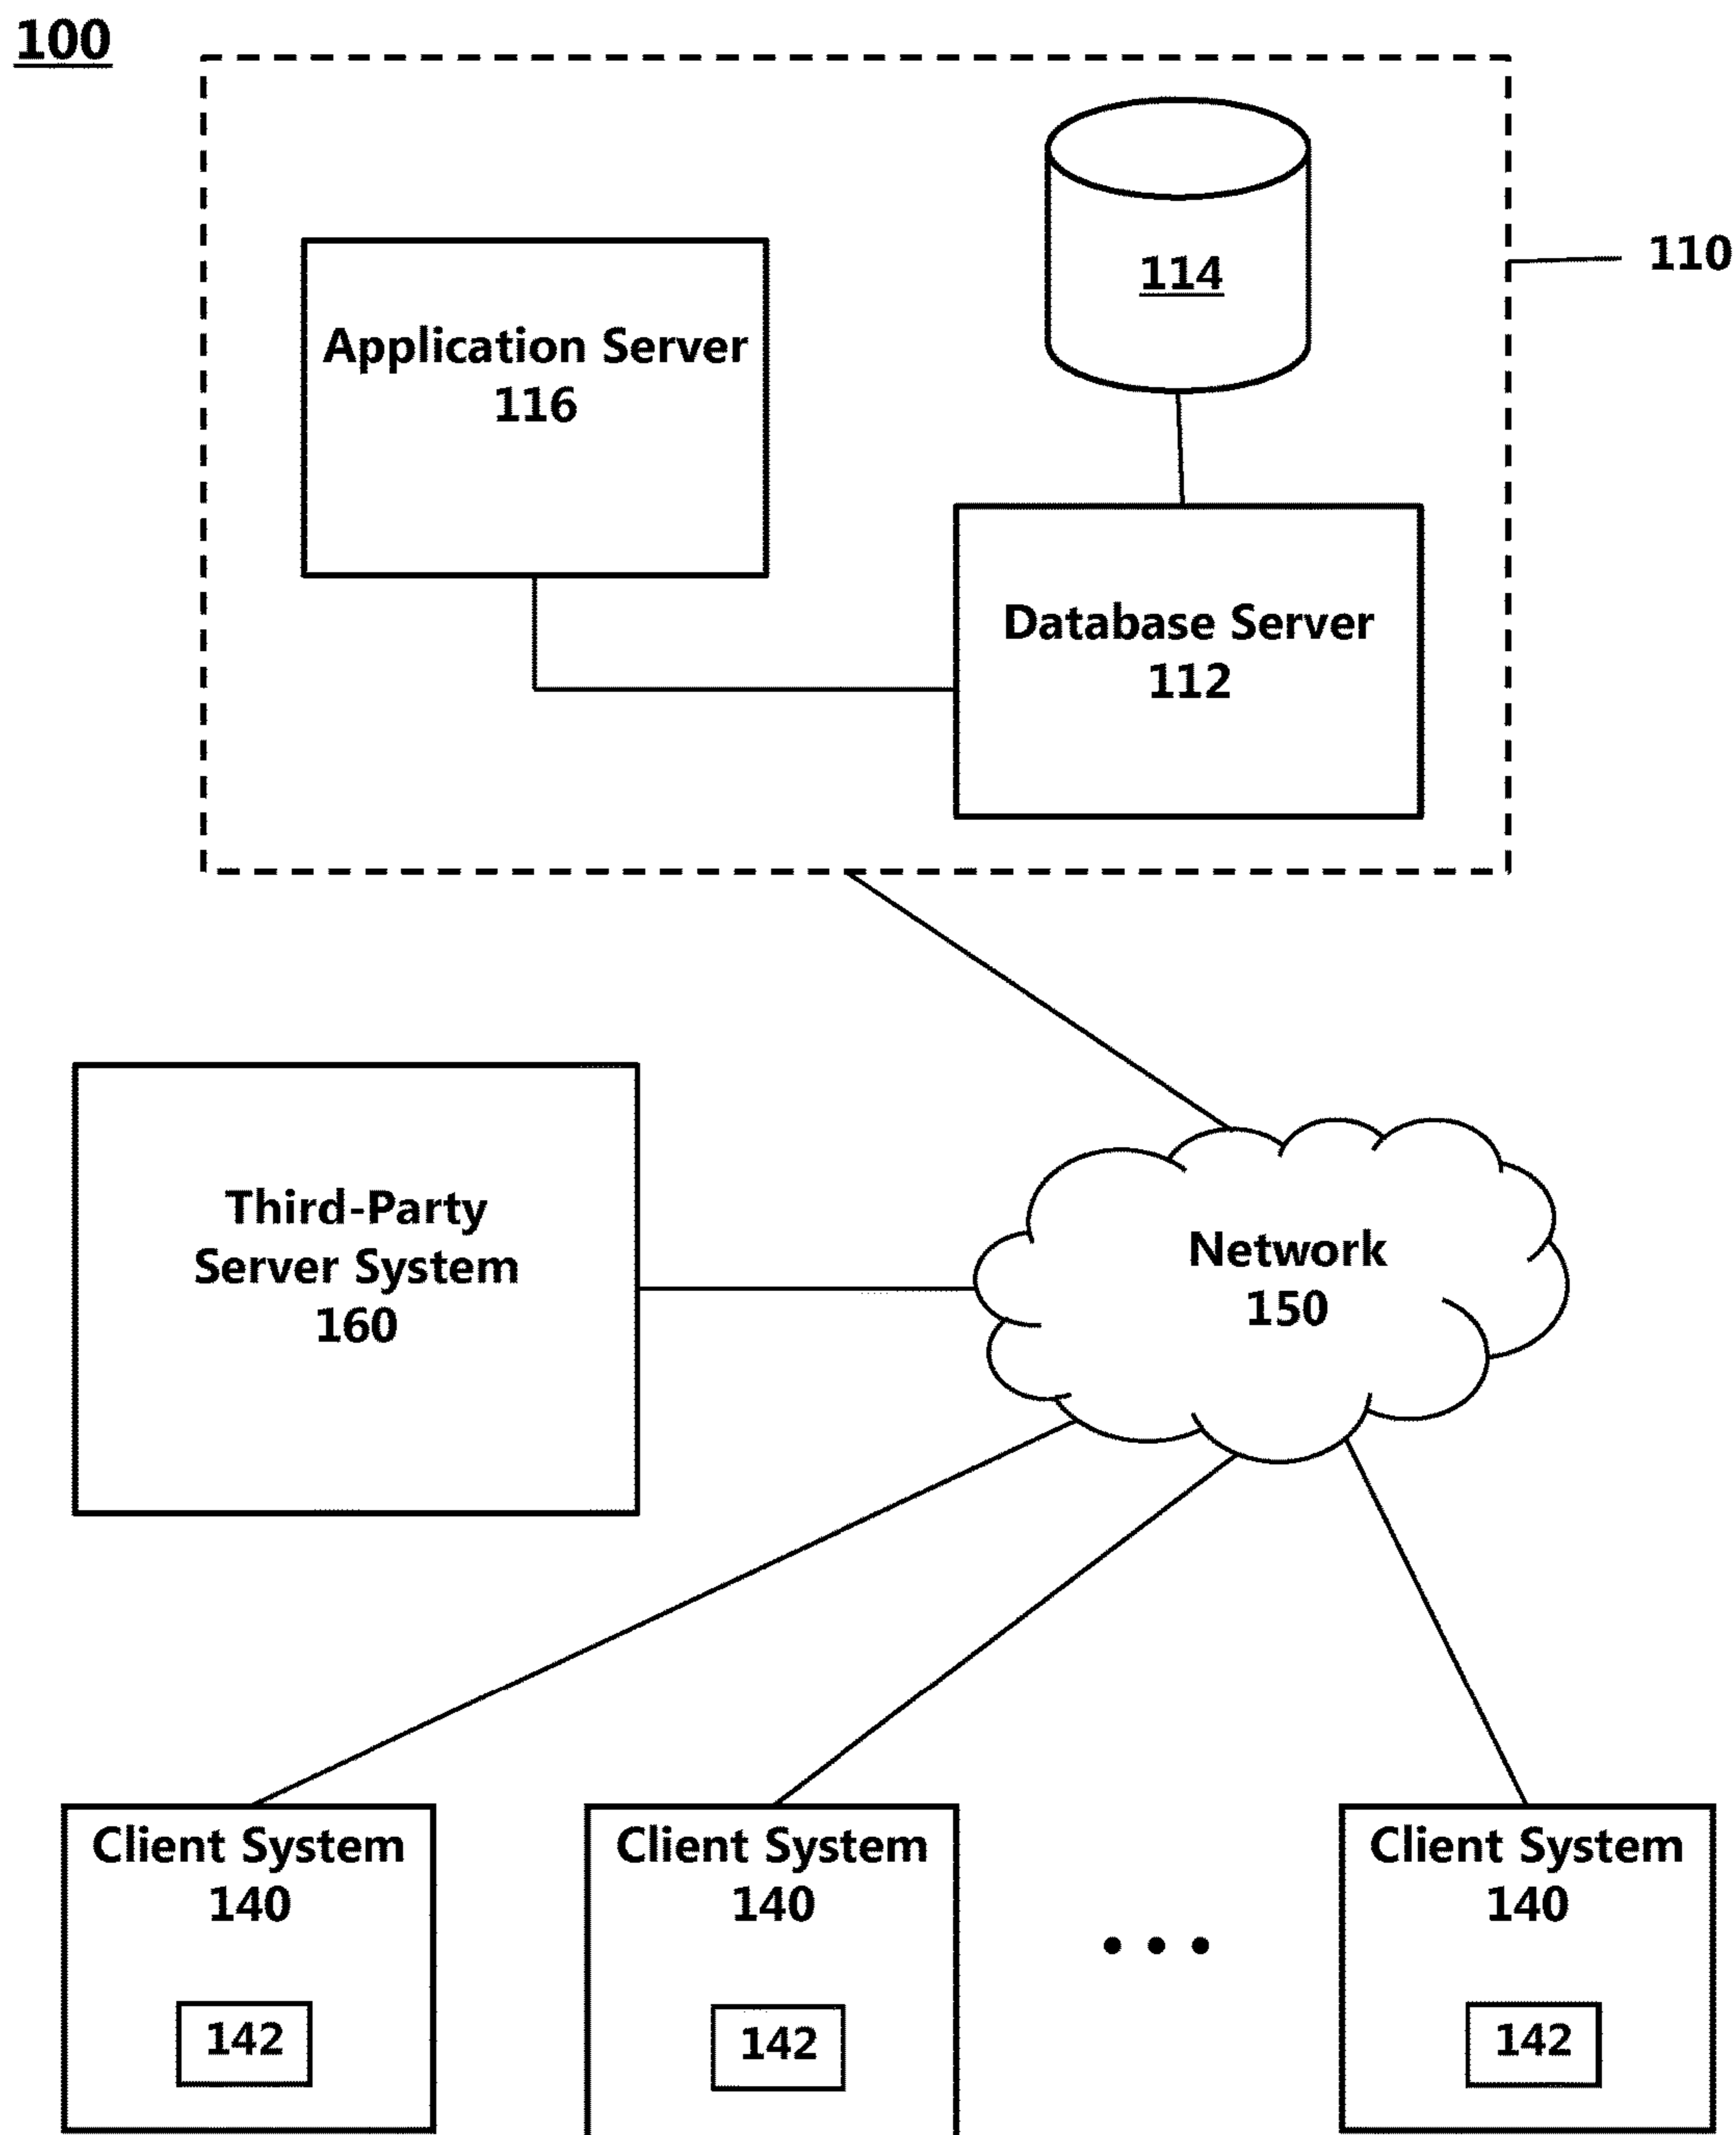 100
114
110
Application Server
116
Database Server
112
Third-Party
Server System
160
Network
150
Client System
140
142
Client System
140
142
• • •
Client System
140
142